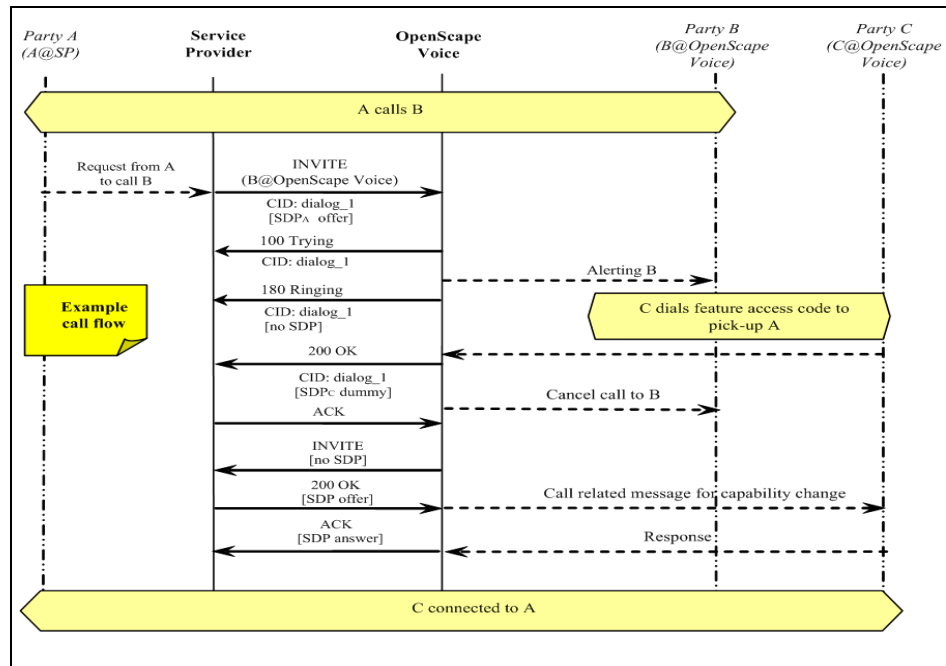 Party A
(A@SP)
Service
Provider
OpenScape
Voice
Party B
(B@OpenScape
Voice)
Party C
(C@OpenScape
Voice)
A calls B
Request from A
to call B
INVITE
(B@OpenScape Voice)
CID: dialog_1
[SDPA offer]
100 Trying
CID: dialog_1
Alerting B
180 Ringing
CID: dialog_1
[no SDP]
Example
call flow
C dials feature access code to
pick-up A
200 OK
CID: dialog_1
[SDPC dummy]
Cancel call to B
ACK
INVITE
[no SDP]
200 OK
[SDP offer]
Call related message for capability change
ACK
[SDP answer]
Response
C connected to A